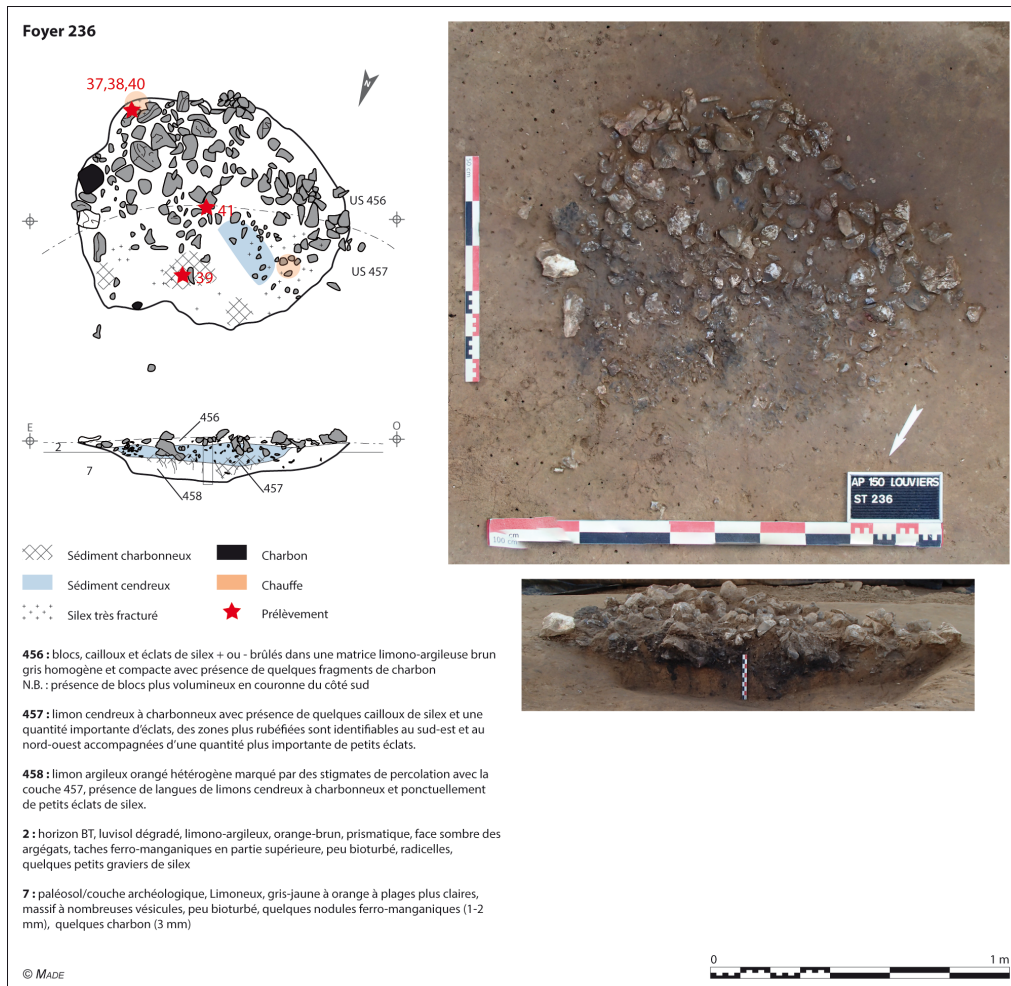 Foyer 236
37,38,40
N
US 456
41
US 457
39
E
456
O
2
7
458
457
Sédiment charbonneux
Charbon
Sédiment cendreux
Chauffe
Silex très fracturé
Prélèvement
456 : blocs, cailloux et éclats de silex + ou - brûlés dans une matrice limono-argileuse brun
gris homogène et compacte avec présence de quelques fragments de charbon
N.B. : présence de blocs plus volumineux en couronne du côté sud
457 : limon cendreux à charbonneux avec présence de quelques cailloux de silex et une
quantité importante d'éclats, des zones plus rubéfiées sont identifiables au sud-est et au
nord-ouest accompagnées d'une quantité plus importante de petits éclats.
458 : limon argileux orangé hétérogène marqué par des stigmates de percolation avec la
couche 457, présence de langues de limons cendreux à charbonneux et ponctuellement
de petits éclats de silex.
2 : horizon BT, luvisol dégradé, limono-argileux, orange-brun, prismatique, face sombre des
argégats, taches ferro-manganiques en partie supérieure, peu bioturbé, radicelles,
quelques petits graviers de silex
7 : paléosol/couche archéologique, Limoneux, gris-jaune à orange à plages plus claires,
massif à nombreuses vésicules, peu bioturbé, quelques nodules ferro-manganiques (1-2
mm), quelques charbon (3 mm)
© MADE
50 cm
AP 150 LOUVIERS
ST 236
cm
100 cm
0
1 m